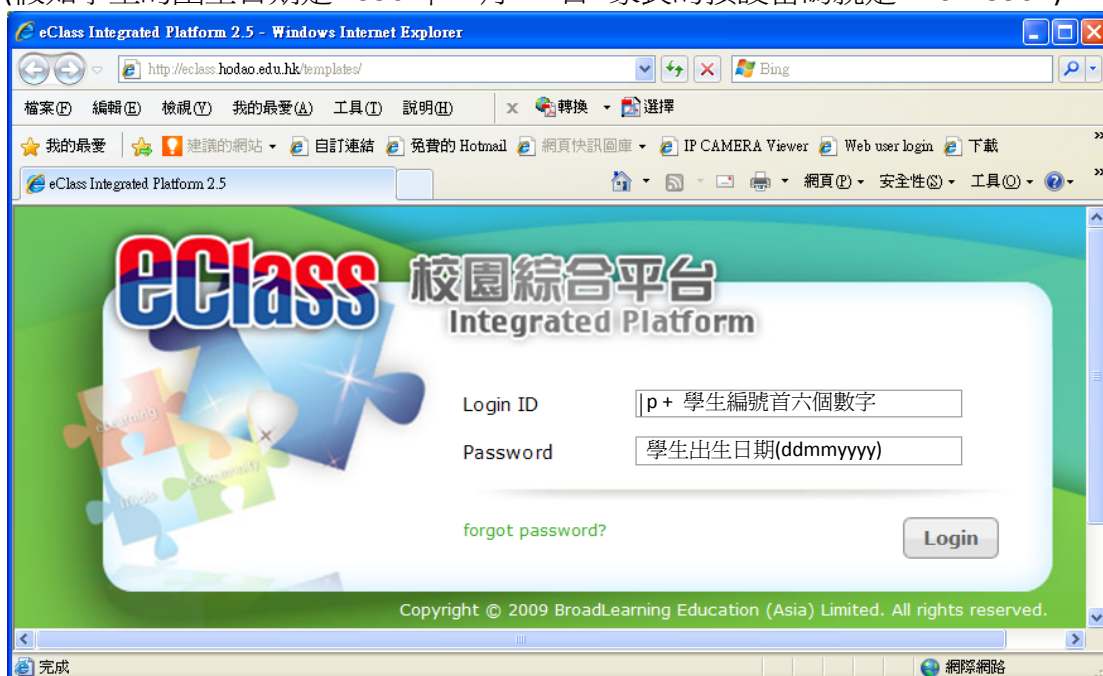 eClass Integrated Platform 2.5 - Windows Internet Explorer
http://eclass.hodao.edu.hk/templates/
Bing
檔案(F) 編輯(E) 檢視(V) 我的最愛(A) 工具(T) 說明(H) x 轉換 選擇
我的最愛 建議的網站 自訂連結 免費的 Hotmail 網頁快訊圖庫 IP CAMERA Viewer Web user login 下載 »
eClass Integrated Platform 2.5 網頁(P) 安全性(S) 工具(O) »
eClass 校園綜合平台
Integrated Platform
eLearning
eCommunity
iTools
Login ID |p + 學生編號首六個數字
Password 學生出生日期(ddmmyyyy)
forgot password?
Login
Copyright © 2009 BroadLearning Education (Asia) Limited. All rights reserved.
完成 網際網路